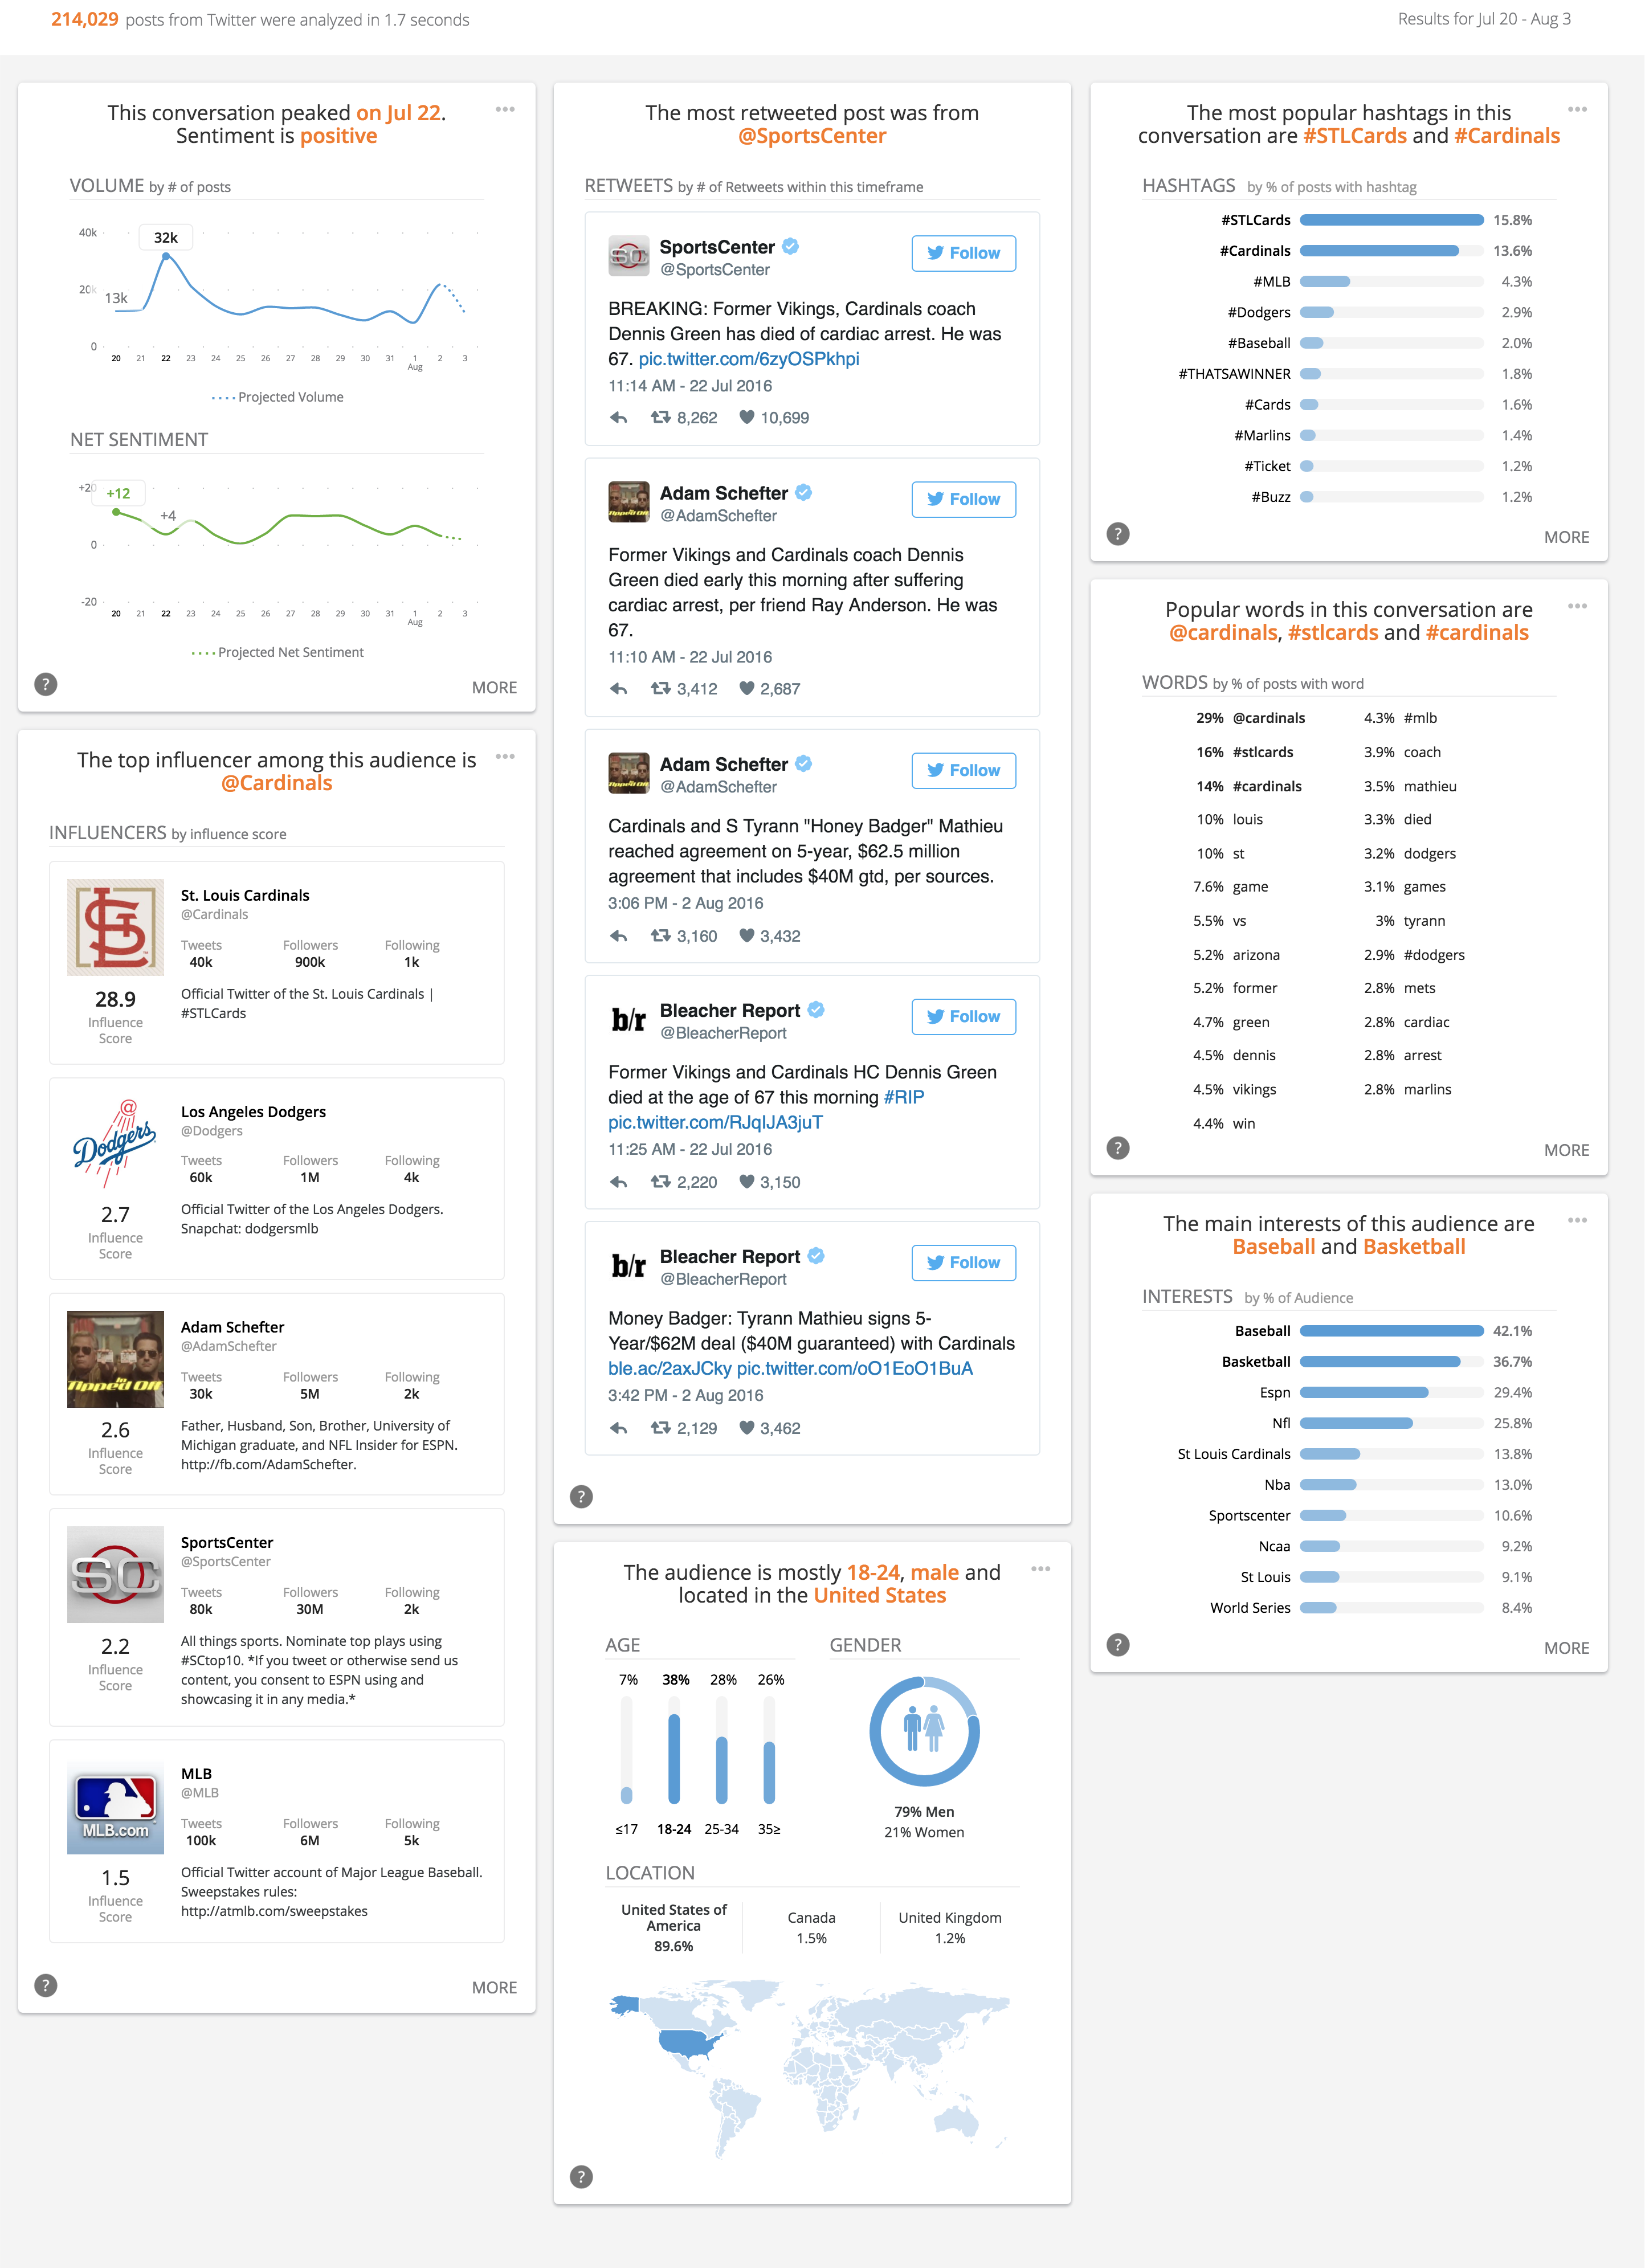 214,029 posts from Twitter were analyzed in 1.7 seconds
Results for Jul 20 - Aug 3
This conversation peaked on Jul 22.
Sentiment is positive
VOLUME by # of posts
40k
32k
20k
13k
0
20 21 22 23 24 25 26 27 28 29 30 31 1 2 3
Aug
Projected Volume
NET SENTIMENT
+20
+12
+4
0
-20
20 21 22 23 24 25 26 27 28 29 30 31 1 2 3
Aug
Projected Net Sentiment
?
MORE
The top influencer among this audience is
@Cardinals
INFLUENCERS by influence score
St. Louis Cardinals
@Cardinals
Tweets Followers Following
40k 900k 1k
28.9
Influence
Score
Official Twitter of the St. Louis Cardinals |
#STLCards
Dodgers
Los Angeles Dodgers
@Dodgers
Tweets Followers Following
60k 1M 4k
2.7
Influence
Score
Official Twitter of the Los Angeles Dodgers.
Snapchat: dodgersmlb
Adam Schefter
@AdamSchefter
Tweets Followers Following
30k 5M 2k
2.6
Influence
Score
Father, Husband, Son, Brother, University of
Michigan graduate, and NFL Insider for ESPN.
http://fb.com/AdamSchefter.
SC
SportsCenter
@SportsCenter
Tweets Followers Following
80k 30M 2k
2.2
Influence
Score
All things sports. Nominate top plays using
#SCtop10. *If you tweet or otherwise send us
content, you consent to ESPN using and
showcasing it in any media.*
MLB.com
MLB
@MLB
Tweets Followers Following
100k 6M 5k
1.5
Influence
Score
Official Twitter account of Major League Baseball.
Sweepstakes rules:
http://atmlb.com/sweepstakes
?
MORE
The most retweeted post was from
@SportsCenter
RETWEETS by # of Retweets within this timeframe
SC
SportsCenter
@SportsCenter
Follow
BREAKING: Former Vikings, Cardinals coach
Dennis Green has died of cardiac arrest. He was
67. pic.twitter.com/6zyOSPkhpi
11:14 AM - 22 Jul 2016
8,262 10,699
Adam Schefter
@AdamSchefter
Follow
Former Vikings and Cardinals coach Dennis
Green died early this morning after suffering
cardiac arrest, per friend Ray Anderson. He was
67.
11:10 AM - 22 Jul 2016
3,412 2,687
Adam Schefter
@AdamSchefter
Follow
Cardinals and S Tyrann "Honey Badger" Mathieu
reached agreement on 5-year, $62.5 million
agreement that includes $40M gtd, per sources.
3:06 PM - 2 Aug 2016
3,160 3,432
b/r
Bleacher Report
@BleacherReport
Follow
Former Vikings and Cardinals HC Dennis Green
died at the age of 67 this morning #RIP
pic.twitter.com/RJqIJA3juT
11:25 AM - 22 Jul 2016
2,220 3,150
b/r
Bleacher Report
@BleacherReport
Follow
Money Badger: Tyrann Mathieu signs 5-
Year/$62M deal ($40M guaranteed) with Cardinals
ble.ac/2axJCky pic.twitter.com/oO1EoO1BuA
3:42 PM - 2 Aug 2016
2,129 3,462
?
The audience is mostly 18-24, male and
located in the United States
AGE
7% 38% 28% 26%
≤17 18-24 25-34 35≥
GENDER
79% Men
21% Women
LOCATION
United States of
America
89.6%
Canada
1.5%
United Kingdom
1.2%
?
The most popular hashtags in this
conversation are #STLCards and #Cardinals
HASHTAGS by % of posts with hashtag
#STLCards 15.8%
#Cardinals 13.6%
#MLB 4.3%
#Dodgers 2.9%
#Baseball 2.0%
#THATSAWINNER 1.8%
#Cards 1.6%
#Marlins 1.4%
#Ticket 1.2%
#Buzz 1.2%
?
MORE
Popular words in this conversation are
@cardinals, #stlcards and #cardinals
WORDS by % of posts with word
29% @cardinals 4.3% #mlb
16% #stlcards 3.9% coach
14% #cardinals 3.5% mathieu
10% louis 3.3% died
10% st 3.2% dodgers
7.6% game 3.1% games
5.5% vs 3% tyrann
5.2% arizona 2.9% #dodgers
5.2% former 2.8% mets
4.7% green 2.8% cardiac
4.5% dennis 2.8% arrest
4.5% vikings 2.8% marlins
4.4% win
?
MORE
The main interests of this audience are
Baseball and Basketball
INTERESTS by % of Audience
Baseball 42.1%
Basketball 36.7%
Espn 29.4%
Nfl 25.8%
St Louis Cardinals 13.8%
Nba 13.0%
Sportscenter 10.6%
Ncaa 9.2%
St Louis 9.1%
World Series 8.4%
?
MORE